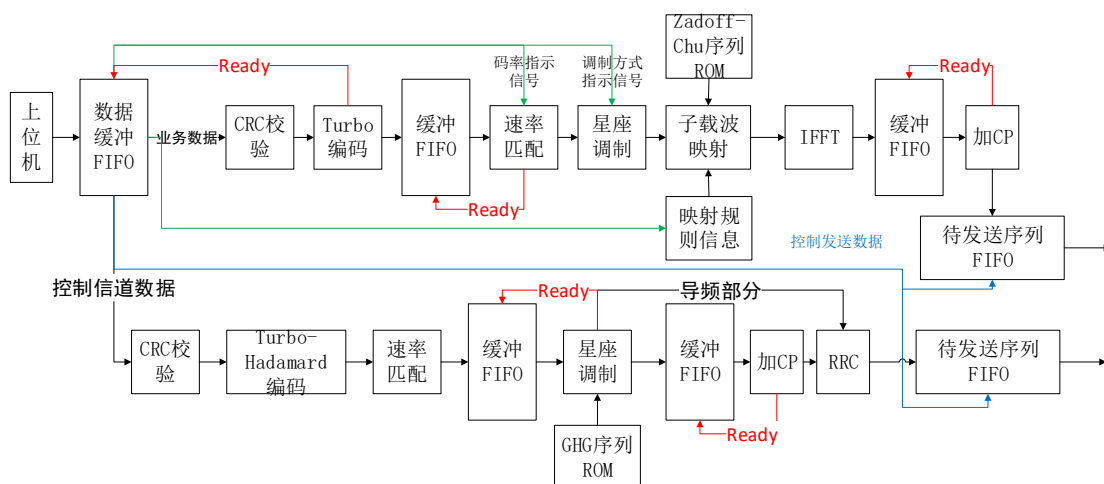 Zadoff-
Chu序列
ROM
Ready
码率指示
信号
调制方式
指示信号
Ready
上
位
机
数据
缓冲
FIFO
业务数据
CRC校
验
Turbo
编码
缓冲
FIFO
速率
匹配
星座
调制
子载波
映射
IFFT
缓冲
FIFO
加CP
Ready
映射规
则信息
控制发送数据
待发送序列
FIFO
控制信道数据
Ready
导频部分
CRC校
验
Turbo-
Hadamard
编码
速率
匹配
缓冲
FIFO
星座
调制
缓冲
FIFO
加CP
RRC
待发送序列
FIFO
Ready
GHG序列
ROM